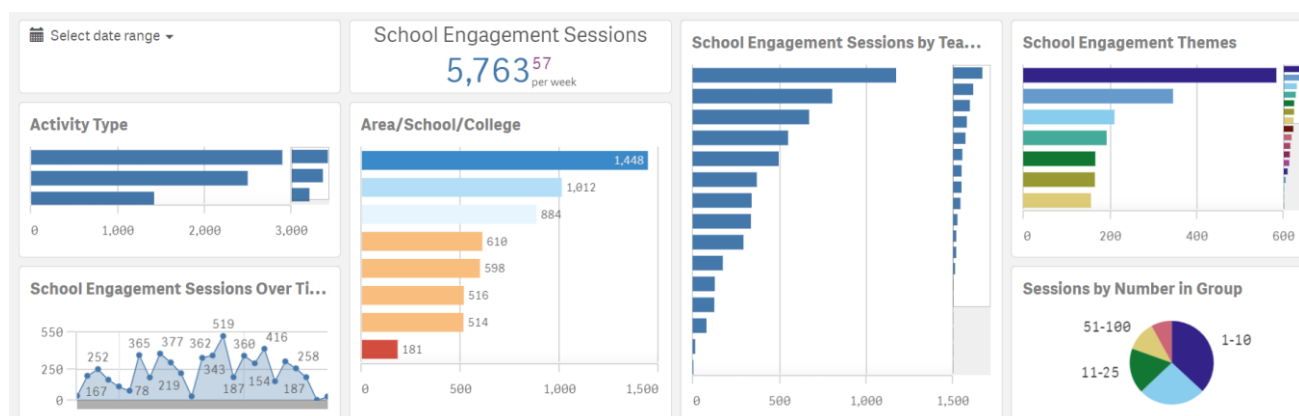 Select date range
School Engagement Sessions
5,763 57
per week
Activity Type
0 1,000 2,000 3,000
School Engagement Sessions Over Ti...
550
250
0
252
167
78
365
377
219
362
343
519
187
360
154
416
258
187
Area/School/College
1,448
1,012
884
610
598
516
514
181
0 500 1,000 1,500
School Engagement Sessions by Tea...
0 500 1,000 1,500
School Engagement Themes
0 200 400 600
Sessions by Number in Group
51-100
1-10
11-25